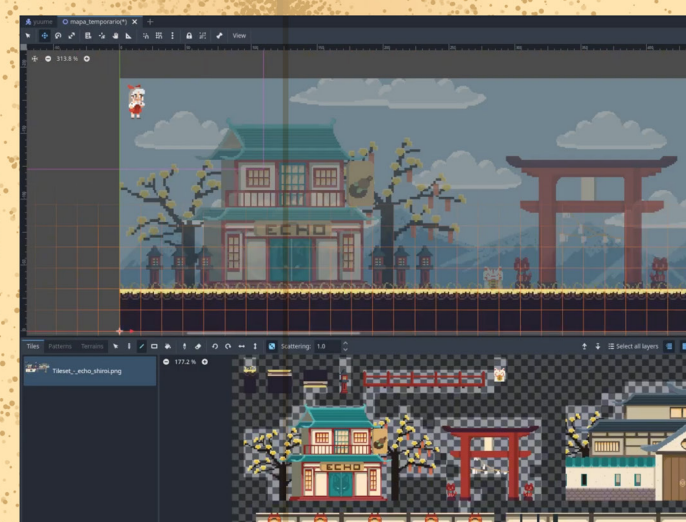 yuume mapa_temporario(*)
View
313.8 %
ECHO
Tiles Patterns Terrains Scattering: 1.0 Select all layers
177.2 %
Tileset_-_echo_shiroi.png
ECHO